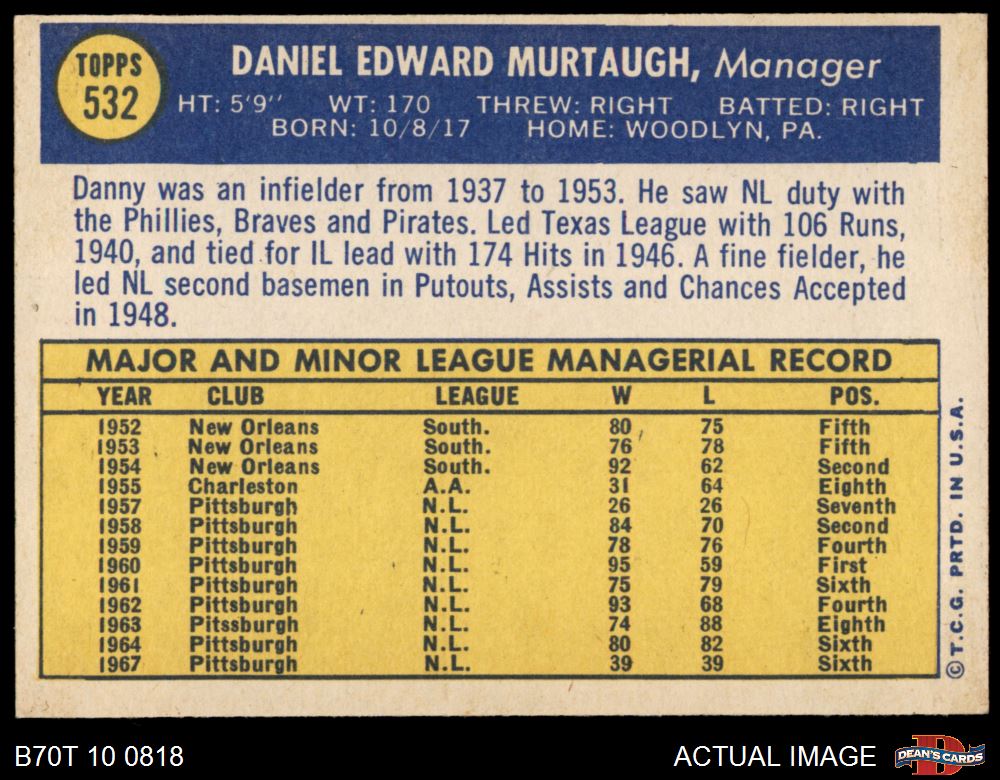 TOPPS
532
DANIEL EDWARD MURTAUGH, Manager
HT: 5'9" WT: 170 THREW: RIGHT BATTED: RIGHT
BORN: 10/8/17 HOME: WOODLYN, PA.
Danny was an infielder from 1937 to 1953. He saw NL duty with
the Phillies, Braves and Pirates. Led Texas League with 106 Runs,
1940, and tied for IL lead with 174 Hits in 1946. A fine fielder, he
led NL second basemen in Putouts, Assists and Chances Accepted
in 1948.
MAJOR AND MINOR LEAGUE MANAGERIAL RECORD
YEAR CLUB LEAGUE W L POS.
1952 New Orleans South. 80 75 Fifth
1953 New Orleans South. 76 78 Fifth
1954 New Orleans South. 92 62 Second
1955 Charleston A.A. 31 64 Eighth
1957 Pittsburgh N.L. 26 26 Seventh
1958 Pittsburgh N.L. 84 70 Second
1959 Pittsburgh N.L. 78 76 Fourth
1960 Pittsburgh N.L. 95 59 First
1961 Pittsburgh N.L. 75 79 Sixth
1962 Pittsburgh N.L. 93 68 Fourth
1963 Pitssburgh N.L. 74 88 Eighth
1964 Pittsburgh N.L. 80 82 Sixth
1967 Pittsburgh N.L. 39 39 Sixth
©T.C.G. PRTD. IN U.S.A.
B70T 10 0818
ACTUAL IMAGE
D
DEAN'S CARDS